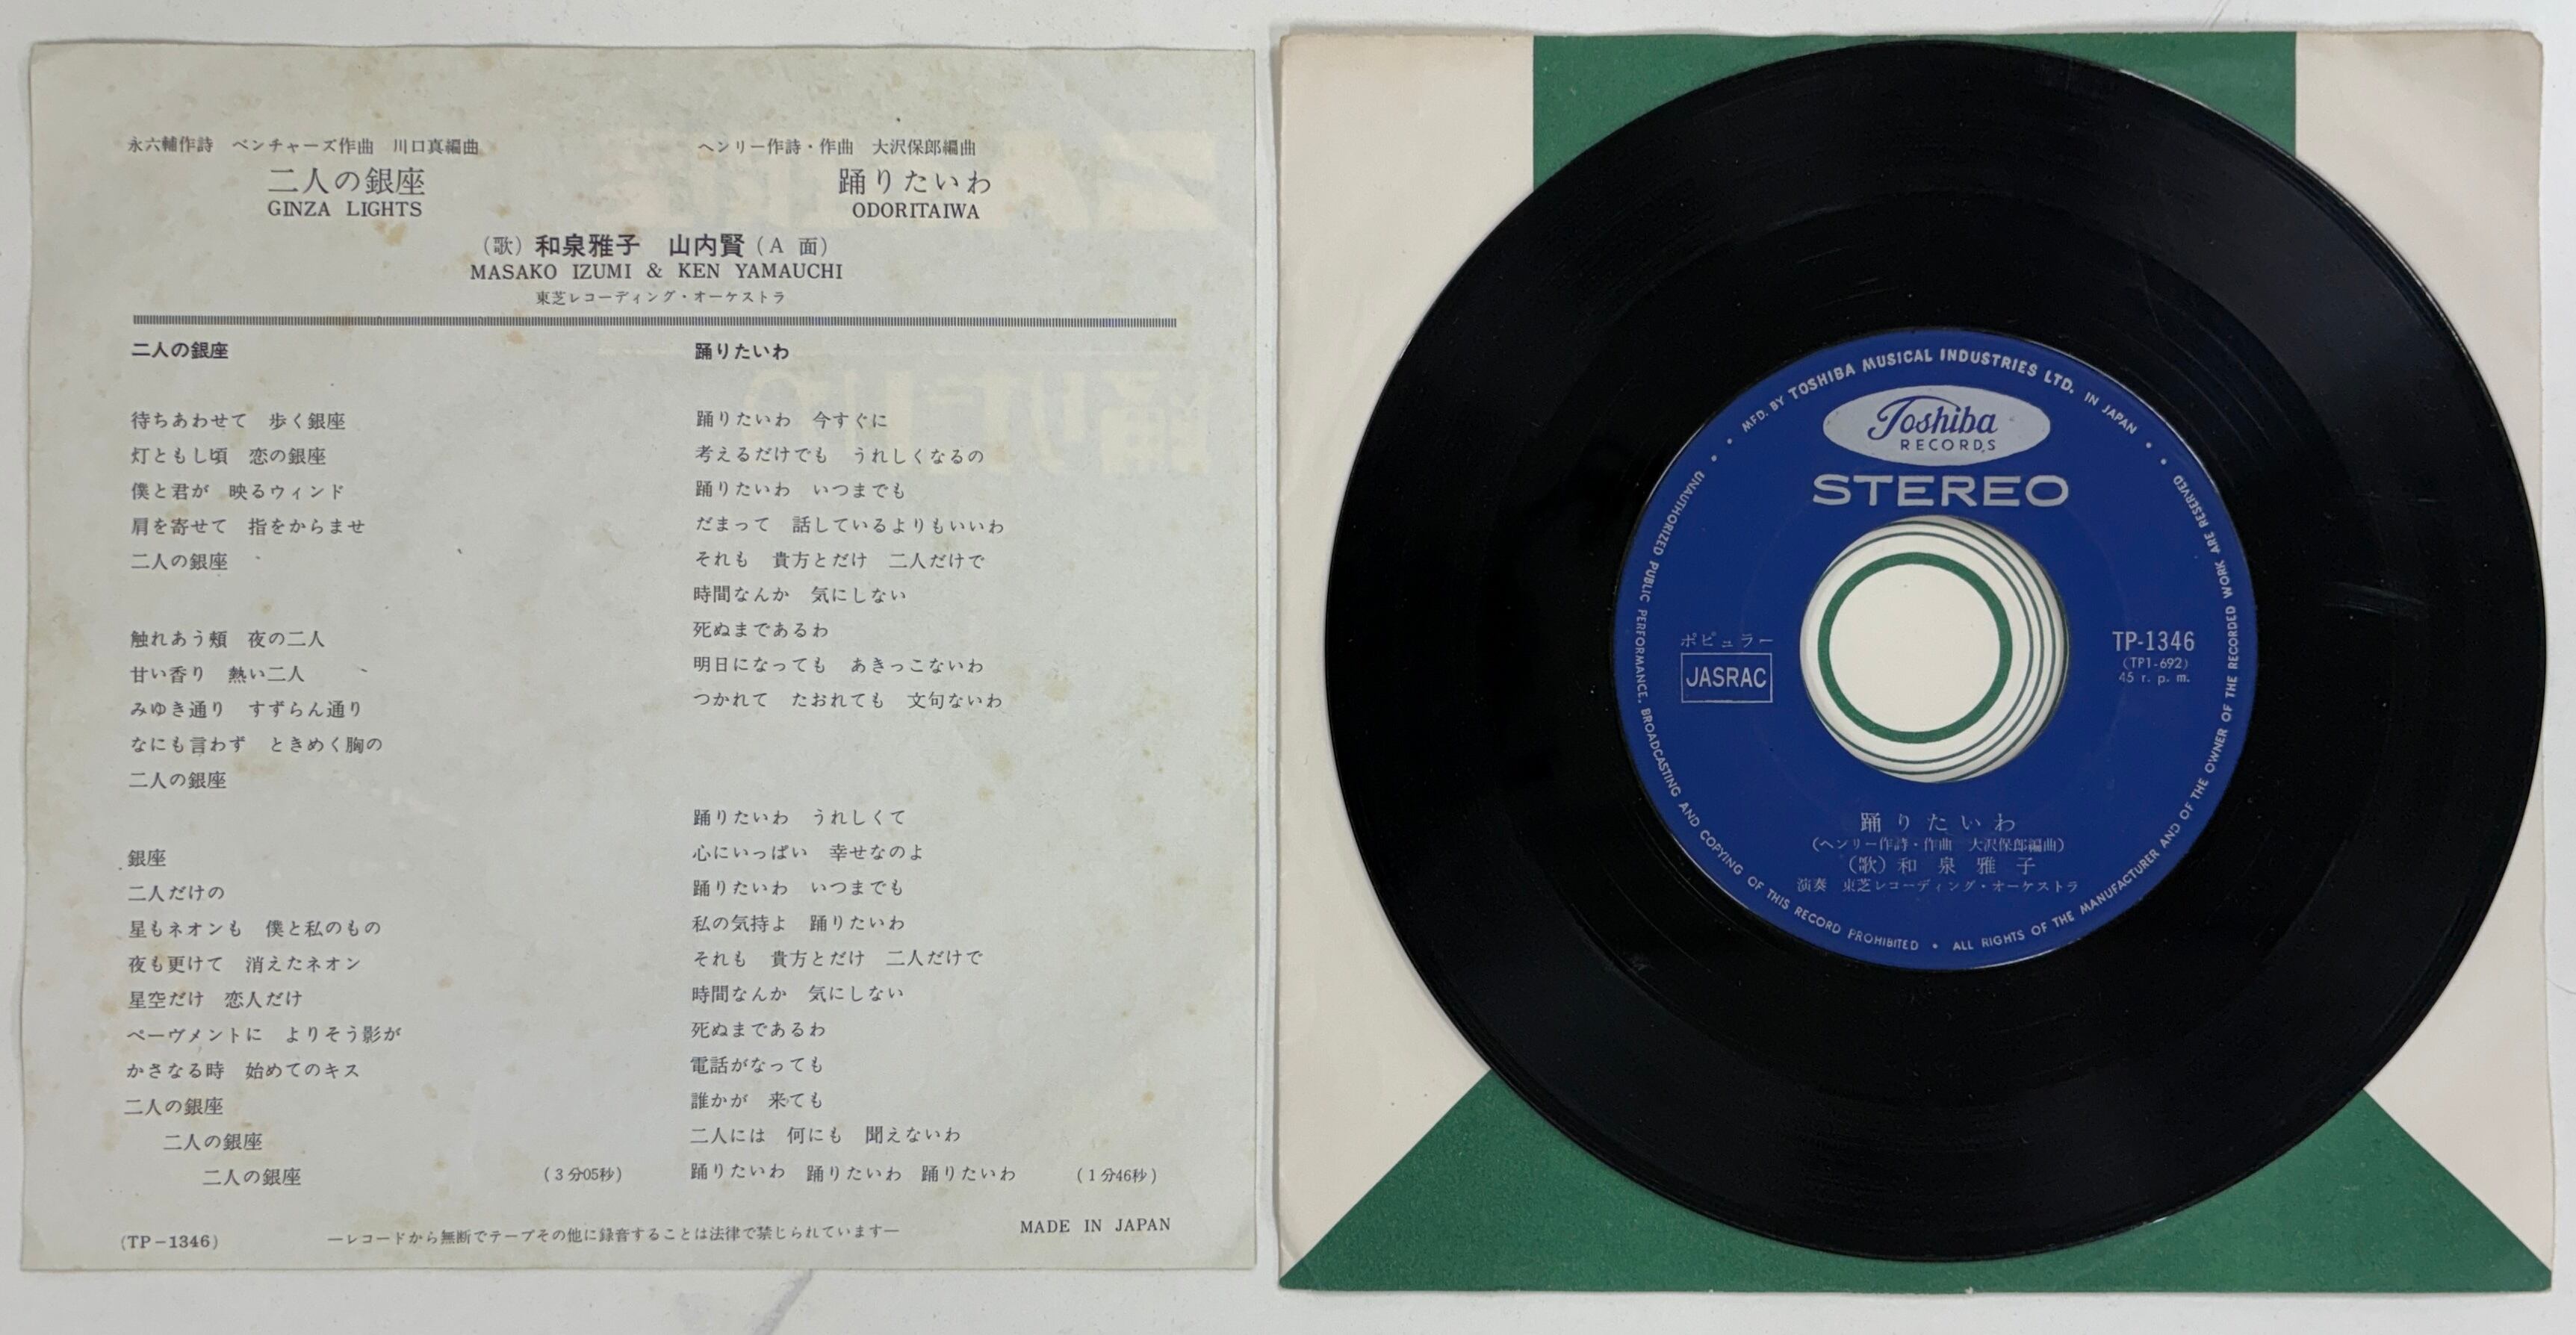 永六輔作詩　ベンチャーズ作曲　川口真編曲
二人の銀座
GINZA LIGHTS
ヘンリー作詩・作曲　大沢保郎編曲
踊りたいわ
ODORITAIWA
（歌）和泉雅子　山内賢（A 面）
MASAKO IZUMI & KEN YAMAUCHI
東芝レコーディング・オーケストラ
二人の銀座
待ちあわせて　歩く銀座
灯ともし頃　恋の銀座
僕と君が　映るウィンド
肩を寄せて　指をからませ
二人の銀座
触れあう頬　夜の二人
甘い香り　熱い二人
みゆき通り　すずらん通り
なにも言わず　ときめく胸の
二人の銀座
銀座
二人だけの
星もネオンも　僕と私のもの
夜も更けて　消えたネオン
星空だけ　恋人だけ
ペーヴメントに　よりそう影が
かさなる時　始めてのキス
二人の銀座
二人の銀座
二人の銀座
（3分05秒）
踊りたいわ
踊りたいわ　今すぐに
考えるだけでも　うれしくなるの
踊りたいわ　いつまでも
だまって　話しているよりもいいわ
それも　貴方とだけ　二人だけで
時間なんか　気にしない
死ぬまであるわ
明日になっても　あきっこないわ
つかれて　たおれても　文句ないわ
踊りたいわ　うれしくて
心にいっぱい　幸せなのよ
踊りたいわ　いつまでも
私の気持よ　踊りたいわ
それも　貴方とだけ　二人だけで
時間なんか　気にしない
死ぬまであるわ
電話がなっても
誰かが　来ても
二人には　何にも　聞えないわ
踊りたいわ　踊りたいわ　踊りたいわ
（1分46秒）
（TP－1346）
―レコードから無断でテープその他に録音することは法律で禁じられています―
MADE IN JAPAN
MFD. BY TOSHIBA MUSICAL INDUSTRIES LTD. IN JAPAN
Toshiba
RECORDS
STEREO
ポピュラー
JASRAC
TP-1346
(TP1-692)
45 r. p. m.
踊りたいわ
（ヘンリー作詩・作曲　大沢保郎編曲）
（歌）和泉雅子
演奏　東芝レコーディング・オーケストラ
UNAUTHORIZED PUBLIC PERFORMANCE, BROADCASTING AND COPYING OF THIS RECORD PROHIBITED • ALL RIGHTS OF THE MANUFACTURER AND OF THE OWNER OF THE RECORDED WORK ARE RESERVED